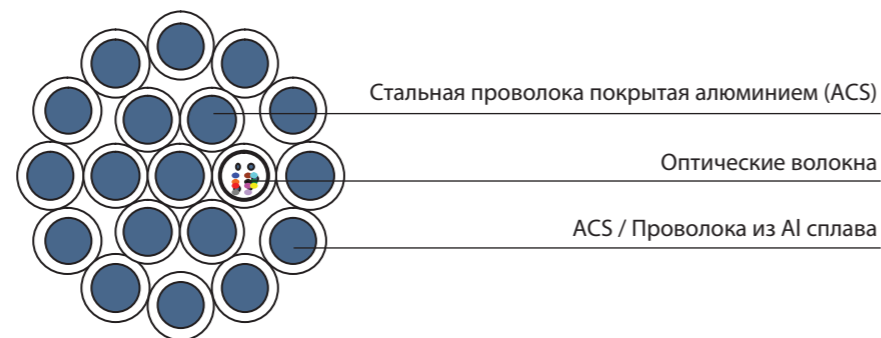 Стальная проволока покрытая алюминием (ACS)
Оптические волокна
ACS / Проволока из Al сплава